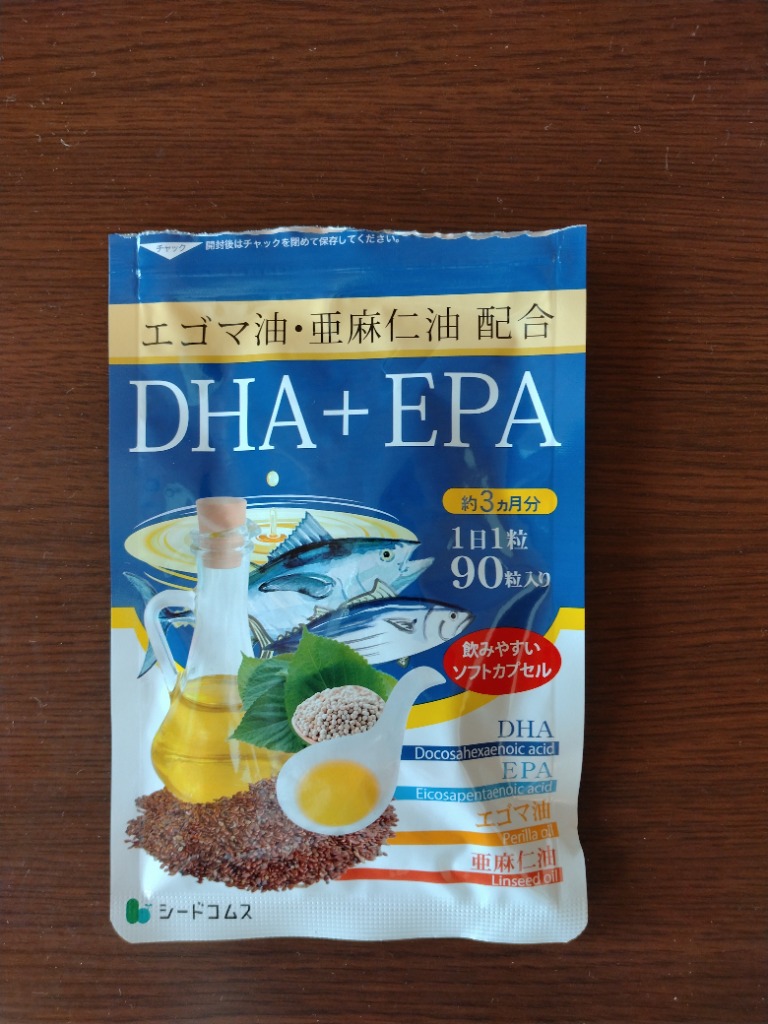 チャック 開封後はチャックを閉めて保存してください。
エゴマ油・亜麻仁油 配合
DHA+EPA
約3ヵ月分
1日1粒
90粒入り
飲みやすい
ソフトカプセル
DHA
Docosahexaenoic acid
EPA
Eicosapentaenoic acid
エゴマ油
Perilla oil
亜麻仁油
Linseed oil
シードコムス